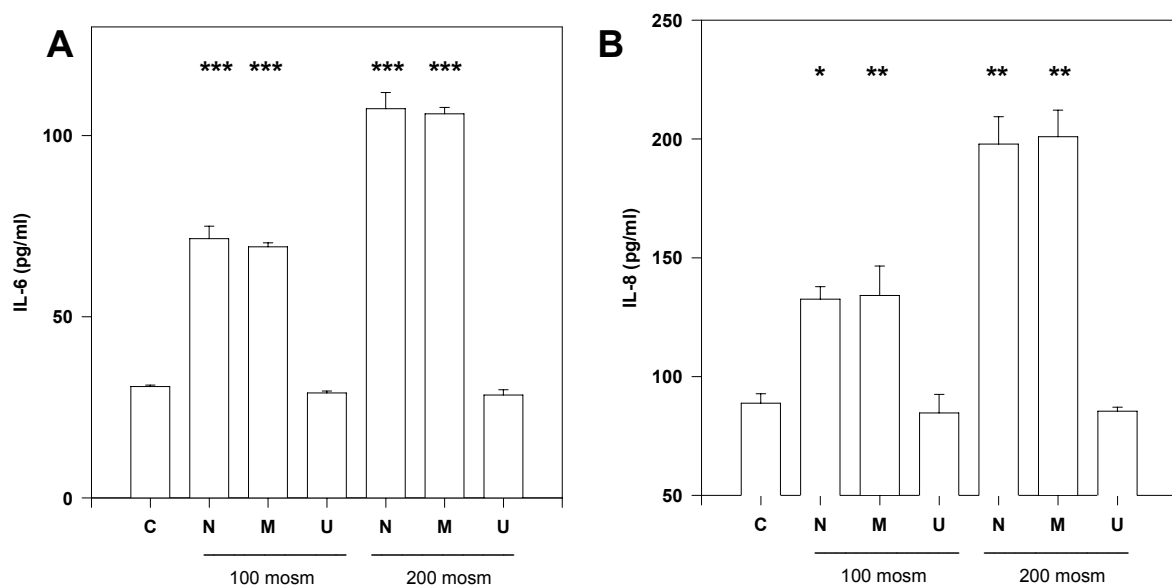 A
*** *** *** ***
IL-6 (pg/ml)
100
50
0
C N M U N M U
100 mosm 200 mosm
B
* ** ** **
IL-8 (pg/ml)
250
200
150
100
50
C N M U N M U
100 mosm 200 mosm